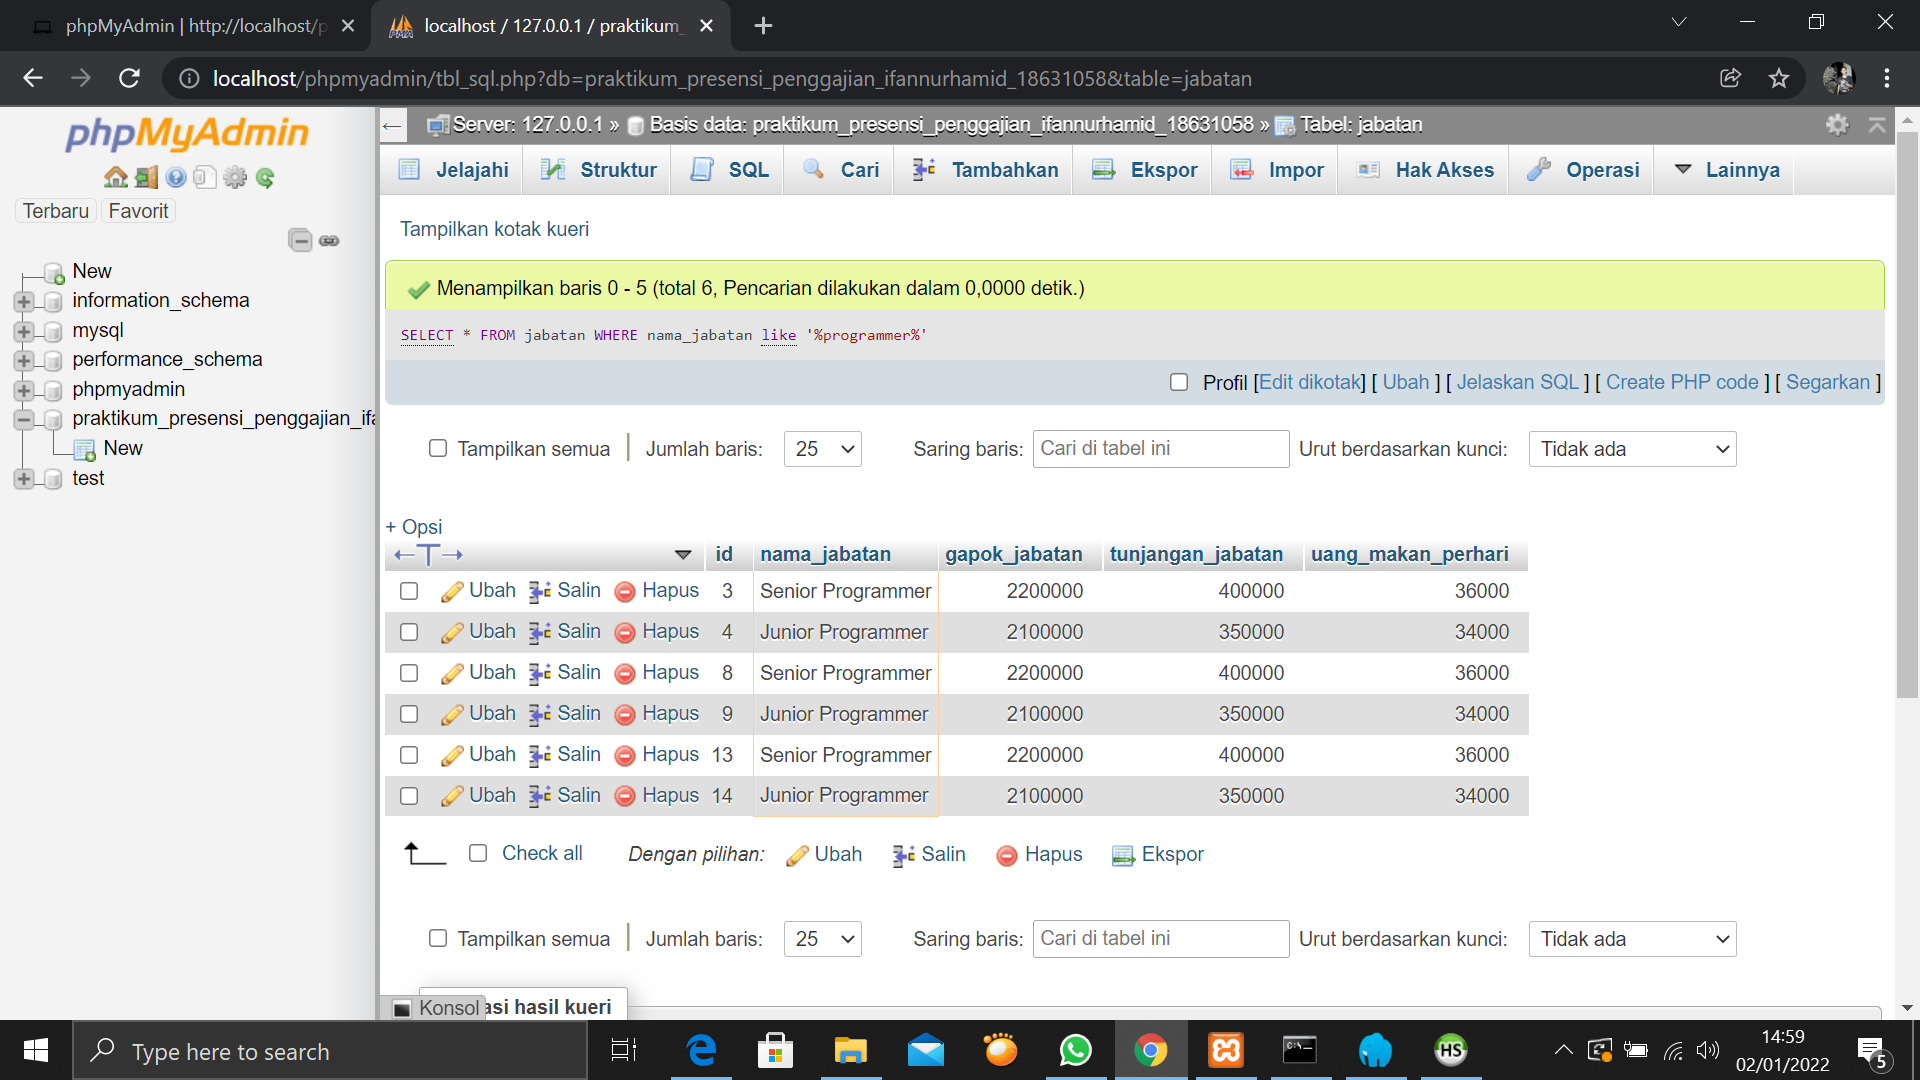 phpMyAdmin | http://localhost/p
localhost / 127.0.0.1 / praktikum_
localhost/phpmyadmin/tbl_sql.php?db=praktikum_presensi_penggajian_ifannurhamid_18631058&table=jabatan
phpMyAdmin
Terbaru Favorit
New
information_schema
mysql
performance_schema
phpmyadmin
praktikum_presensi_penggajian_ifa
New
test
Server: 127.0.0.1 » Basis data: praktikum_presensi_penggajian_ifannurhamid_18631058 » Tabel: jabatan
Jelajahi Struktur SQL Cari Tambahkan Ekspor Impor Hak Akses Operasi Lainnya
Tampilkan kotak kueri
Menampilkan baris 0 - 5 (total 6, Pencarian dilakukan dalam 0,0000 detik.)
SELECT * FROM jabatan WHERE nama_jabatan like '%programmer%'
Profil [Edit dikotak] [ Ubah ] [ Jelaskan SQL ] [ Create PHP code ] [ Segarkan ]
Tampilkan semua | Jumlah baris: 25 Saring baris: Cari di tabel ini Urut berdasarkan kunci: Tidak ada
+ Opsi
←T→ id nama_jabatan gapok_jabatan tunjangan_jabatan uang_makan_perhari
Ubah Salin Hapus 3 Senior Programmer 2200000 400000 36000
Ubah Salin Hapus 4 Junior Programmer 2100000 350000 34000
Ubah Salin Hapus 8 Senior Programmer 2200000 400000 36000
Ubah Salin Hapus 9 Junior Programmer 2100000 350000 34000
Ubah Salin Hapus 13 Senior Programmer 2200000 400000 36000
Ubah Salin Hapus 14 Junior Programmer 2100000 350000 34000
Check all Dengan pilihan: Ubah Salin Hapus Ekspor
Tampilkan semua | Jumlah baris: 25 Saring baris: Cari di tabel ini Urut berdasarkan kunci: Tidak ada
Konsol asi hasil kueri
Type here to search
HS
14:59
02/01/2022
5